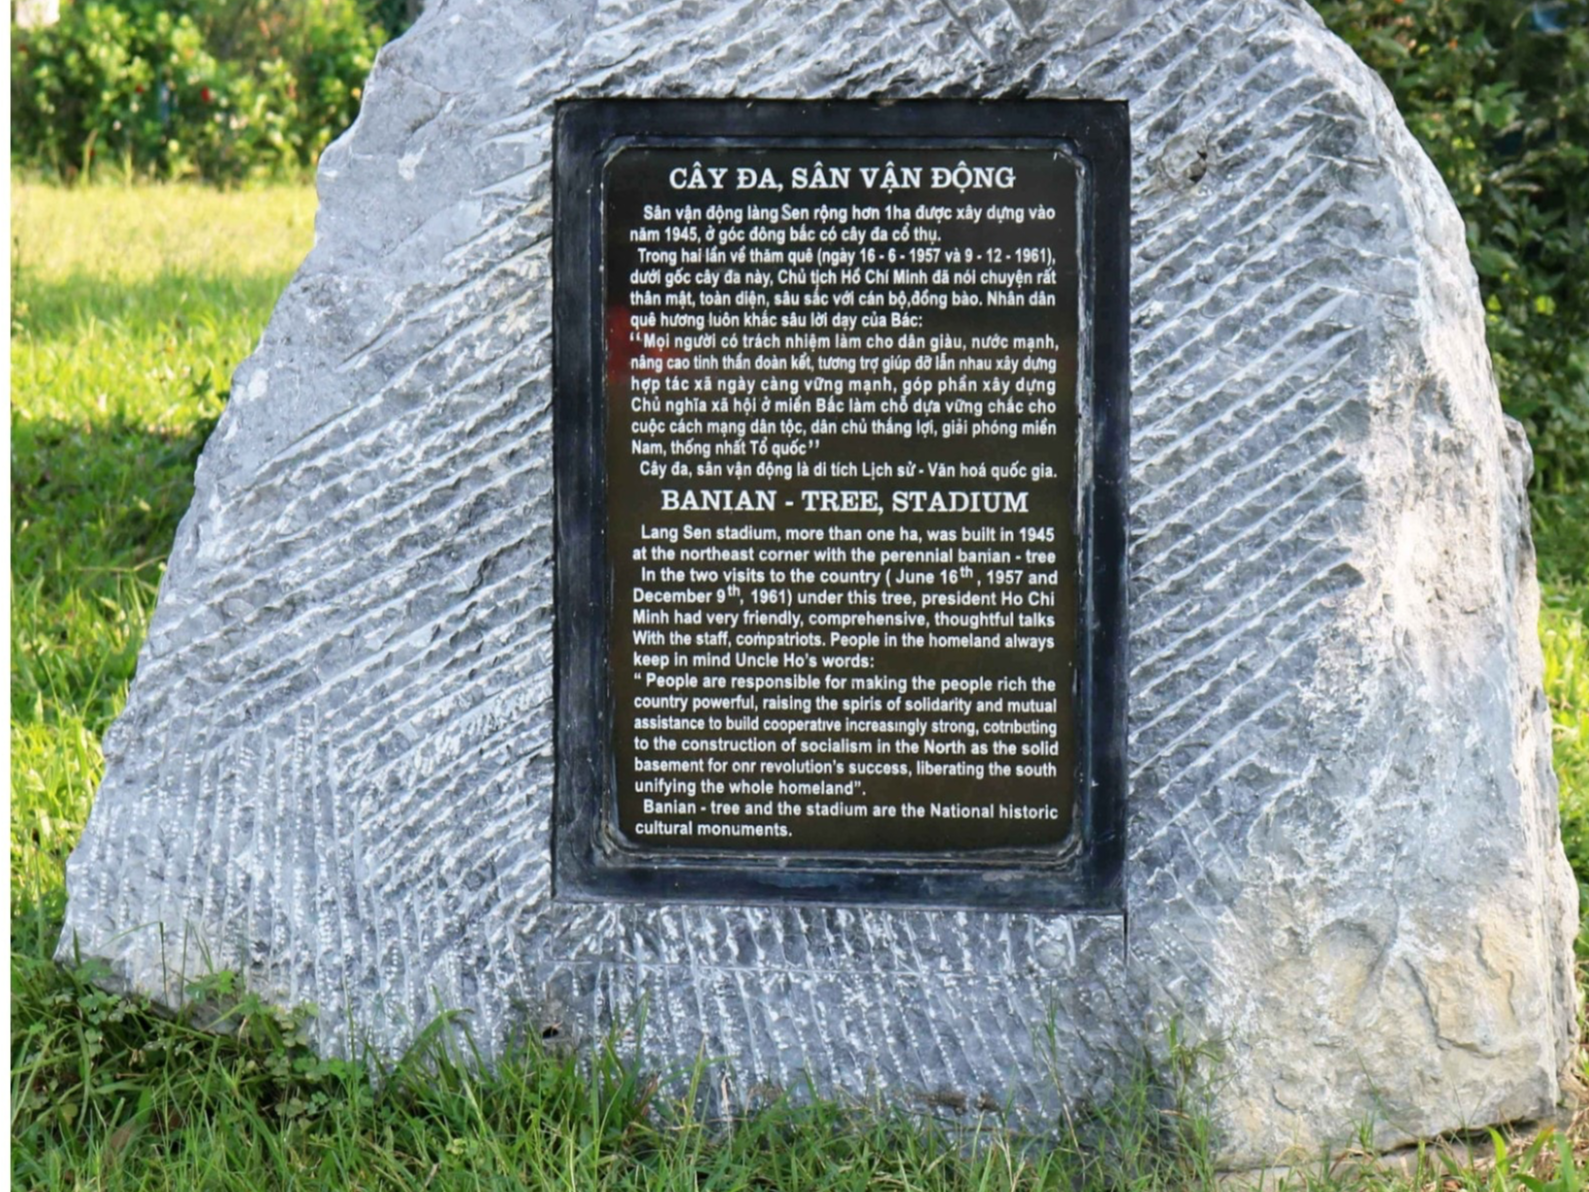 CÂY ĐA, SÂN VẬN ĐỘNG
Sân vận động làng Sen rộng hơn 1ha được xây dựng vào
năm 1945, ở góc đông bắc có cây đa cổ thụ.
Trong hai lần về thăm quê (ngày 16 - 6 - 1957 và 9 - 12 - 1961),
dưới gốc cây đa này, Chủ tịch Hồ Chí Minh đã nói chuyện rất
thân mật, toàn diện, sâu sắc với cán bộ,đồng bào. Nhân dân
quê hương luôn khắc sâu lời dạy của Bác:
“Mọi người có trách nhiệm làm cho dân giàu, nước mạnh,
nâng cao tinh thần đoàn kết, tương trợ giúp đỡ lẫn nhau xây dựng
hợp tác xã ngày càng vững mạnh, góp phần xây dựng
Chủ nghĩa xã hội ở miền Bắc làm chỗ dựa vững chắc cho
cuộc cách mạng dân tộc, dân chủ thắng lợi, giải phóng miền
Nam, thống nhất Tổ quốc”
Cây đa, sân vận động là di tích Lịch sử - Văn hoá quốc gia.
BANIAN - TREE, STADIUM
Lang Sen stadium, more than one ha, was built in 1945
at the northeast corner with the perennial banian - tree
In the two visits to the country ( June 16th , 1957 and
December 9th, 1961) under this tree, president Ho Chi
Minh had very friendly, comprehensive, thoughtful talks
With the staff, compatriots. People in the homeland always
keep in mind Uncle Ho's words:
“ People are responsible for making the people rich the
country powerful, raising the spiris of solidarity and mutual
assistance to build cooperative increasingly strong, cotributing
to the construction of socialism in the North as the solid
basement for onr revolution's success, liberating the south
unifying the whole homeland”.
Banian - tree and the stadium are the National historic
cultural monuments.